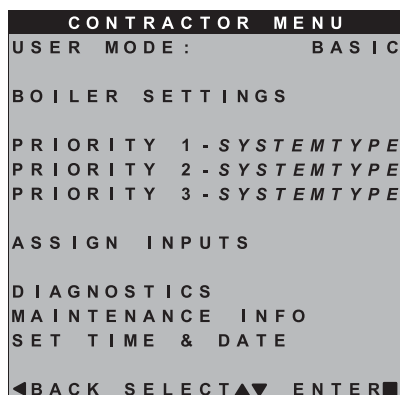 CONTRACTOR MENU
USER MODE: BASIC
BOILER SETTINGS
PRIORITY 1-SYSTEMTYPE
PRIORITY 2-SYSTEMTYPE
PRIORITY 3-SYSTEMTYPE
ASSIGN INPUTS
DIAGNOSTICS
MAINTENANCE INFO
SET TIME & DATE
◀BACK SELECT▲▼ ENTER■